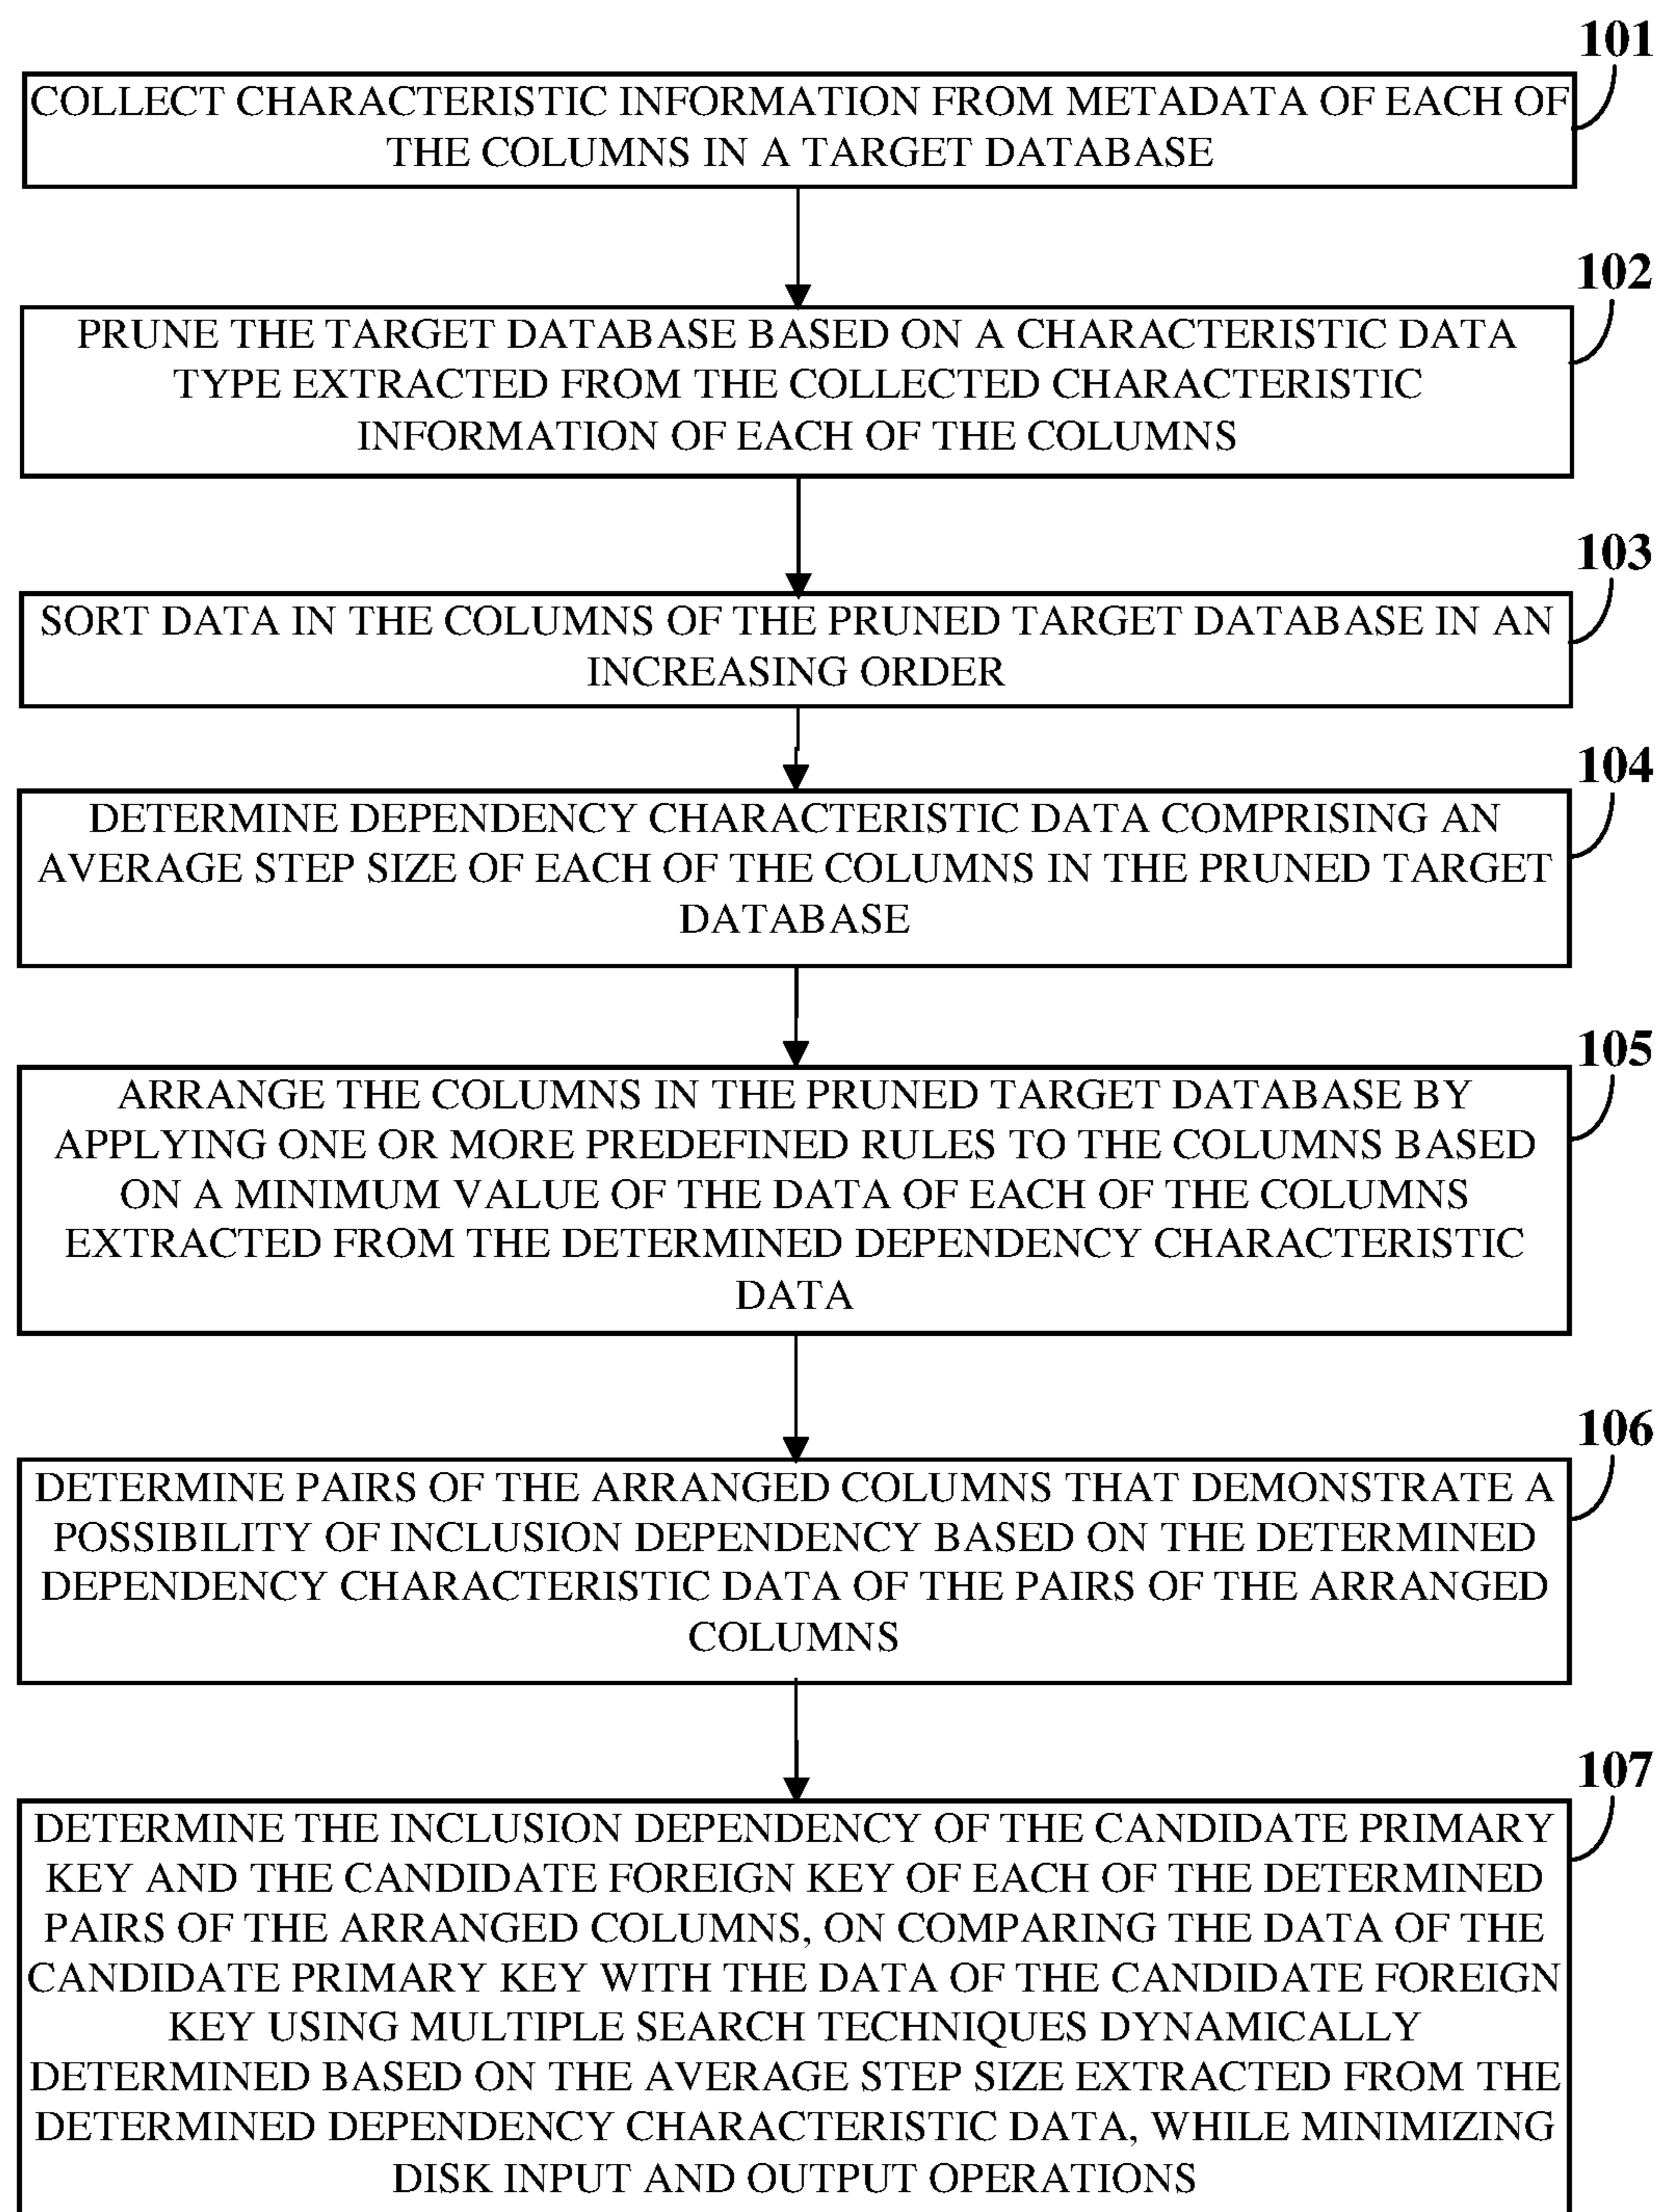 101
COLLECT CHARACTERISTIC INFORMATION FROM METADATA OF EACH OF
THE COLUMNS IN A TARGET DATABASE
102
PRUNE THE TARGET DATABASE BASED ON A CHARACTERISTIC DATA
TYPE EXTRACTED FROM THE COLLECTED CHARACTERISTIC
INFORMATION OF EACH OF THE COLUMNS
103
SORT DATA IN THE COLUMNS OF THE PRUNED TARGET DATABASE IN AN
INCREASING ORDER
104
DETERMINE DEPENDENCY CHARACTERISTIC DATA COMPRISING AN
AVERAGE STEP SIZE OF EACH OF THE COLUMNS IN THE PRUNED TARGET
DATABASE
105
ARRANGE THE COLUMNS IN THE PRUNED TARGET DATABASE BY
APPLYING ONE OR MORE PREDEFINED RULES TO THE COLUMNS BASED
ON A MINIMUM VALUE OF THE DATA OF EACH OF THE COLUMNS
EXTRACTED FROM THE DETERMINED DEPENDENCY CHARACTERISTIC
DATA
106
DETERMINE PAIRS OF THE ARRANGED COLUMNS THAT DEMONSTRATE A
POSSIBILITY OF INCLUSION DEPENDENCY BASED ON THE DETERMINED
DEPENDENCY CHARACTERISTIC DATA OF THE PAIRS OF THE ARRANGED
COLUMNS
107
DETERMINE THE INCLUSION DEPENDENCY OF THE CANDIDATE PRIMARY
KEY AND THE CANDIDATE FOREIGN KEY OF EACH OF THE DETERMINED
PAIRS OF THE ARRANGED COLUMNS, ON COMPARING THE DATA OF THE
CANDIDATE PRIMARY KEY WITH THE DATA OF THE CANDIDATE FOREIGN
KEY USING MULTIPLE SEARCH TECHNIQUES DYNAMICALLY
DETERMINED BASED ON THE AVERAGE STEP SIZE EXTRACTED FROM THE
DETERMINED DEPENDENCY CHARACTERISTIC DATA, WHILE MINIMIZING
DISK INPUT AND OUTPUT OPERATIONS